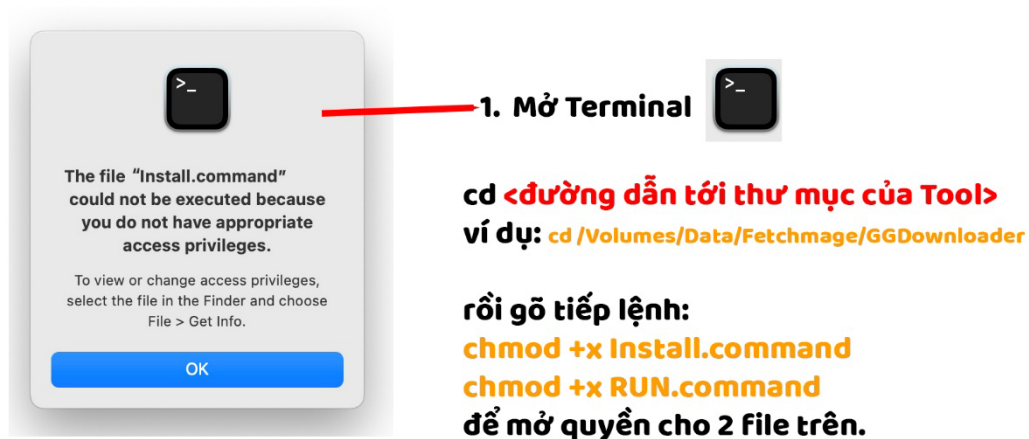 >_
The file "Install.command"
could not be executed because
you do not have appropriate
access privileges.
To view or change access privileges,
select the file in the Finder and choose
File > Get Info.
OK
1. Mở Terminal
>_
cd <đường dẫn tới thư mục của Tool>
ví dụ: cd /Volumes/Data/Fetchmage/GGDownloader
rồi gõ tiếp lệnh:
chmod +x Install.command
chmod +x RUN.command
để mở quyền cho 2 file trên.